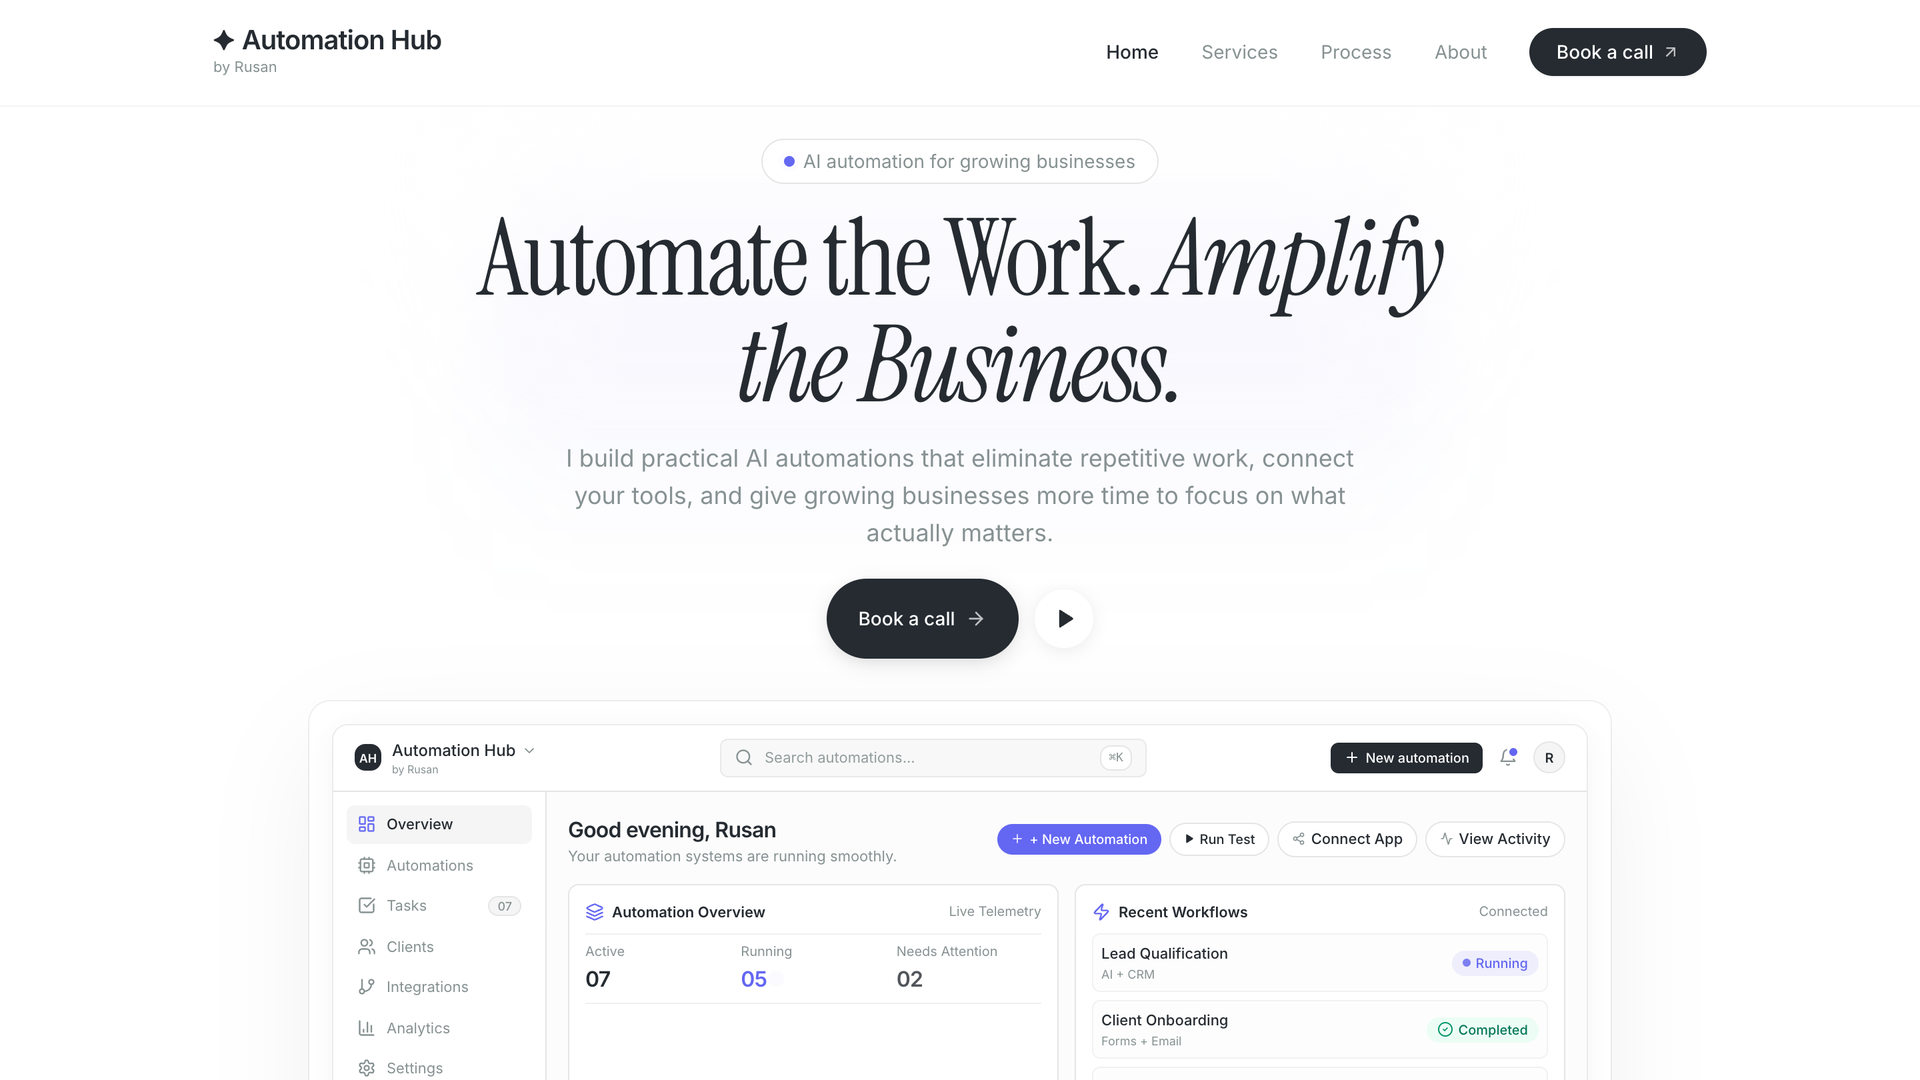 Automation Hub
by Rusan
Home
Services
Process
About
Book a call
AI automation for growing businesses
Automate the Work. Amplify
the Business.
I build practical AI automations that eliminate repetitive work, connect
your tools, and give growing businesses more time to focus on what
actually matters.
Book a call
AH
Automation Hub
by Rusan
Search automations...
⌘K
+ New automation
R
Overview
Automations
Tasks
07
Clients
Integrations
Analytics
Settings
Good evening, Rusan
Your automation systems are running smoothly.
+ + New Automation
Run Test
Connect App
View Activity
Automation Overview
Live Telemetry
Active
Running
Needs Attention
07
05
02
Recent Workflows
Connected
Lead Qualification
AI + CRM
Running
Client Onboarding
Forms + Email
Completed